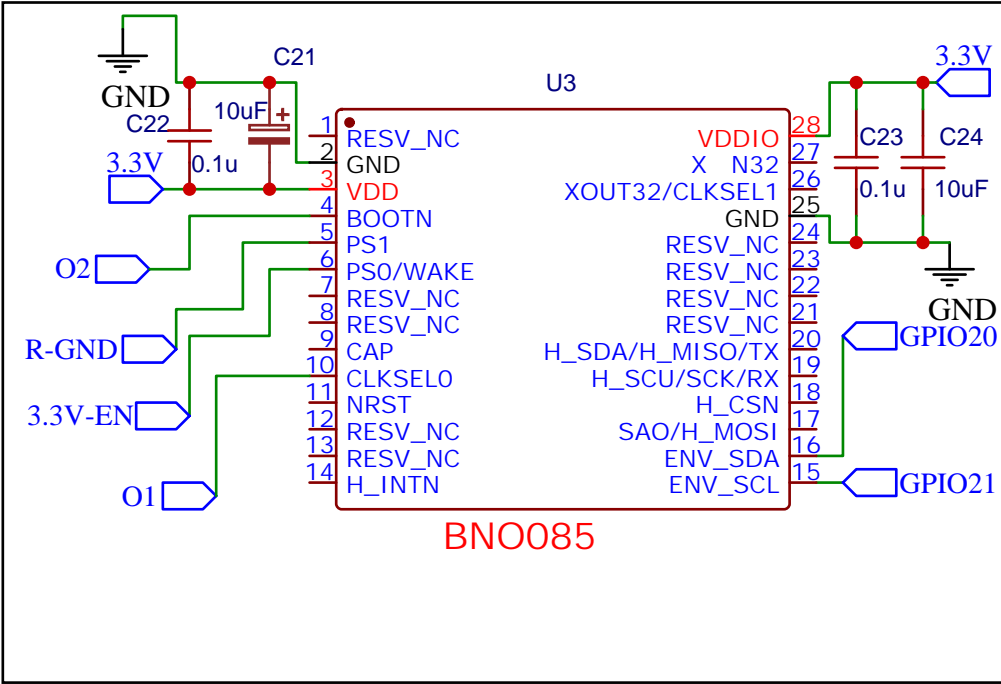 C21
3.3V
U3
GND
10uF
+
C22
0.1u
3.3V
C23
C24
0.1u
10uF
1 RESV_NC
2 GND
3 VDD
4 BOOTN
5 PS1
6 PS0/WAKE
7 RESV_NC
8 RESV_NC
9 CAP
10 CLKSEL0
11 NRST
12 RESV_NC
13 RESV_NC
14 H_INTN
VDDIO 28
X N32 27
XOUT32/CLKSEL1 26
GND 25
RESV_NC 24
RESV_NC 23
RESV_NC 22
RESV_NC 21
H_SDA/H_MISO/TX 20
H_SCU/SCK/RX 19
H_CSN 18
SAO/H_MOSI 17
ENV_SDA 16
ENV_SCL 15
O2
R-GND
3.3V-EN
O1
GND
GPIO20
GPIO21
BNO085